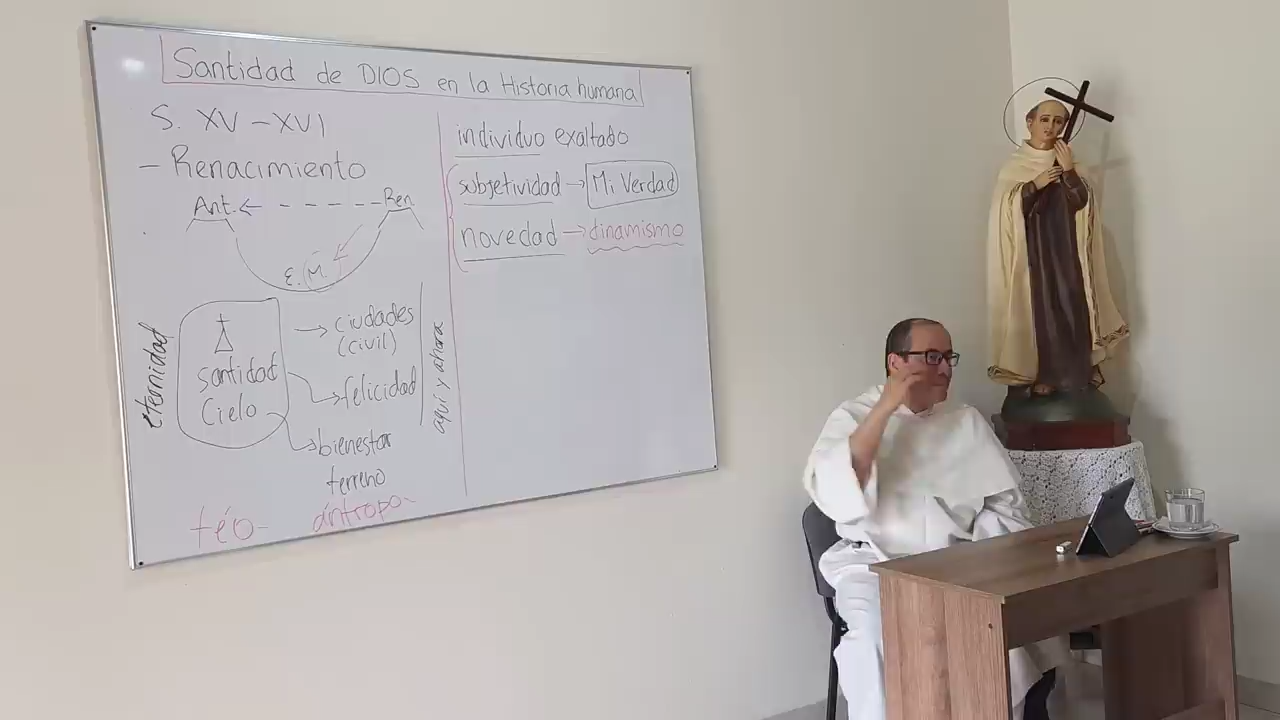 Santidad de DIOS en la Historia humana
S. XV - XVI
- Renacimiento
Ant. ← - - - - Ren.
E. M.
eternidad
santidad
Cielo
→ ciudades
(civil)
→ felicidad
→ bienestar
terreno
aquí y ahora
téo-
ántropo-
individuo exaltado
subjetividad → Mi Verdad
novedad → dinamismo